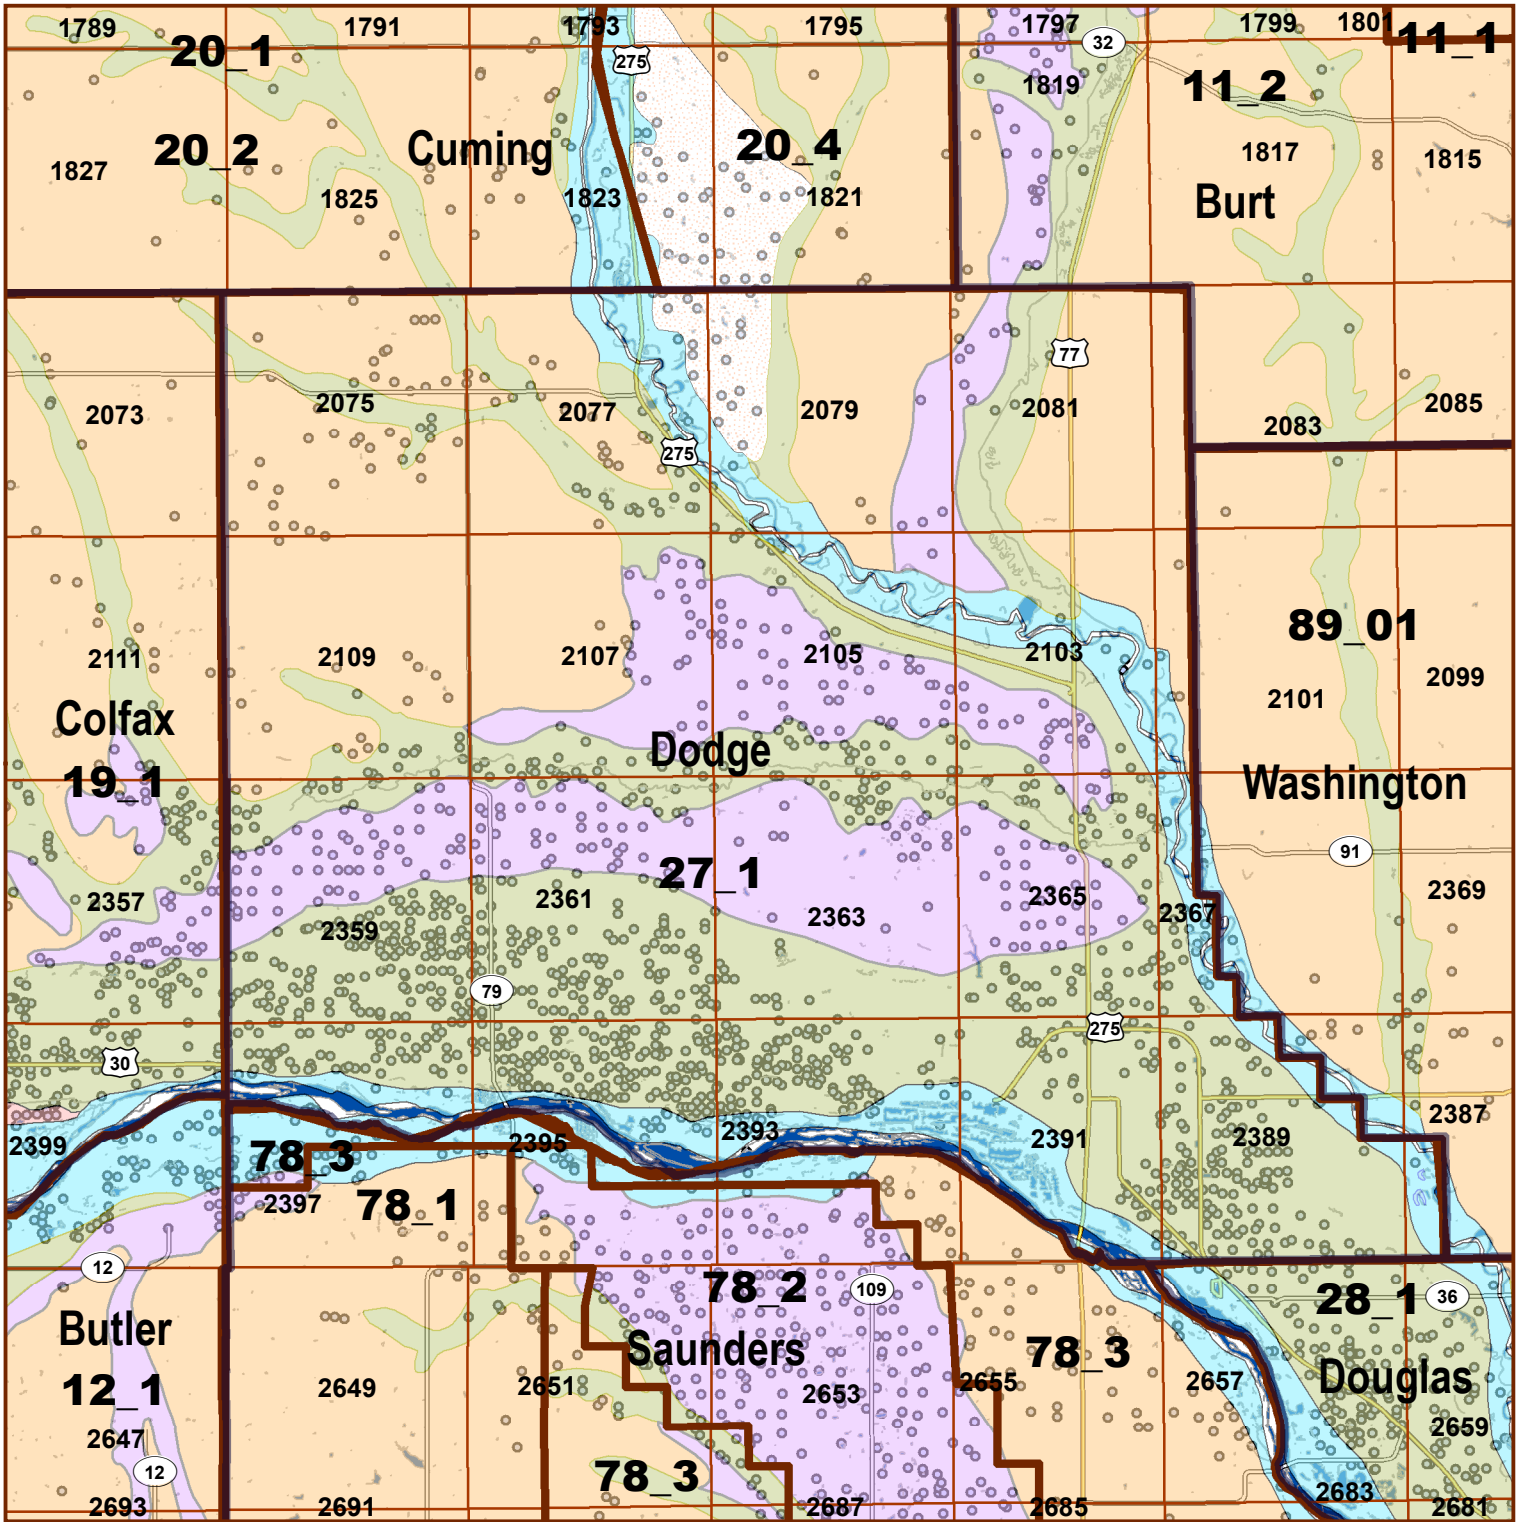 1789 1791 1793 1795 1797 1799 1801
20_1 275 32 11_1
1819 11_2
20_2 Cuming 20_4 1817 1815
1827 1825 1823 1821 Burt
77
2073 2075 2077 2079 2081 2083 2085
275
89_01
2111 2109 2107 2105 2103 2101 2099
Colfax Dodge Washington
19_1
91
27_1
2357 2359 2361 2363 2365 2367 2369
79
30 275
2399 78_3 2395 2393 2391 2389 2387
2397 78_1
12 78_2 109 28_1 36
Butler Saunders 78_3 Douglas
12_1 2649 2651 2653 2655 2657 2659
2647
12 78_3
2693 2691 2687 2685 2683 2681